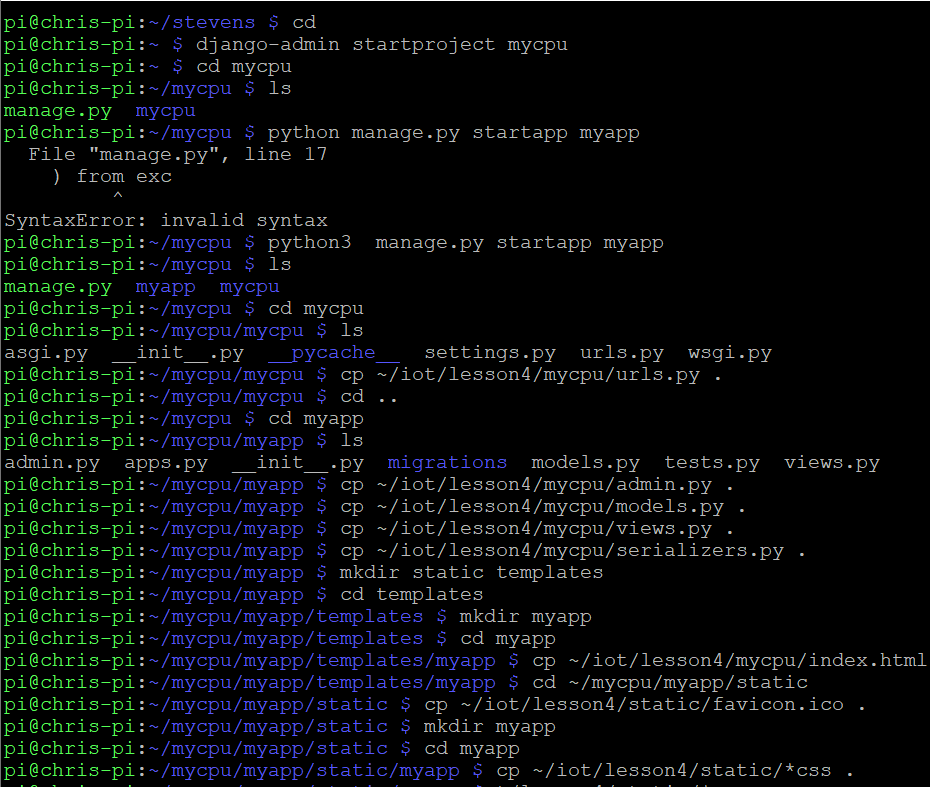 pi@chris-pi:~/stevens $ cd
pi@chris-pi:~ $ django-admin startproject mycpu
pi@chris-pi:~ $ cd mycpu
pi@chris-pi:~/mycpu $ ls
manage.py  mycpu
pi@chris-pi:~/mycpu $ python manage.py startapp myapp
  File "manage.py", line 17
    ) from exc
         ^
SyntaxError: invalid syntax
pi@chris-pi:~/mycpu $ python3  manage.py startapp myapp
pi@chris-pi:~/mycpu $ ls
manage.py  myapp  mycpu
pi@chris-pi:~/mycpu $ cd mycpu
pi@chris-pi:~/mycpu/mycpu $ ls
asgi.py  __init__.py  __pycache__  settings.py  urls.py  wsgi.py
pi@chris-pi:~/mycpu/mycpu $ cp ~/iot/lesson4/mycpu/urls.py .
pi@chris-pi:~/mycpu/mycpu $ cd ..
pi@chris-pi:~/mycpu $ cd myapp
pi@chris-pi:~/mycpu/myapp $ ls
admin.py  apps.py  __init__.py  migrations  models.py  tests.py  views.py
pi@chris-pi:~/mycpu/myapp $ cp ~/iot/lesson4/mycpu/admin.py .
pi@chris-pi:~/mycpu/myapp $ cp ~/iot/lesson4/mycpu/models.py .
pi@chris-pi:~/mycpu/myapp $ cp ~/iot/lesson4/mycpu/views.py .
pi@chris-pi:~/mycpu/myapp $ cp ~/iot/lesson4/mycpu/serializers.py .
pi@chris-pi:~/mycpu/myapp $ mkdir static templates
pi@chris-pi:~/mycpu/myapp $ cd templates
pi@chris-pi:~/mycpu/myapp/templates $ mkdir myapp
pi@chris-pi:~/mycpu/myapp/templates $ cd myapp
pi@chris-pi:~/mycpu/myapp/templates/myapp $ cp ~/iot/lesson4/mycpu/index.html
pi@chris-pi:~/mycpu/myapp/templates/myapp $ cd ~/mycpu/myapp/static
pi@chris-pi:~/mycpu/myapp/static $ cp ~/iot/lesson4/static/favicon.ico .
pi@chris-pi:~/mycpu/myapp/static $ mkdir myapp
pi@chris-pi:~/mycpu/myapp/static $ cd myapp
pi@chris-pi:~/mycpu/myapp/static/myapp $ cp ~/iot/lesson4/static/*css .